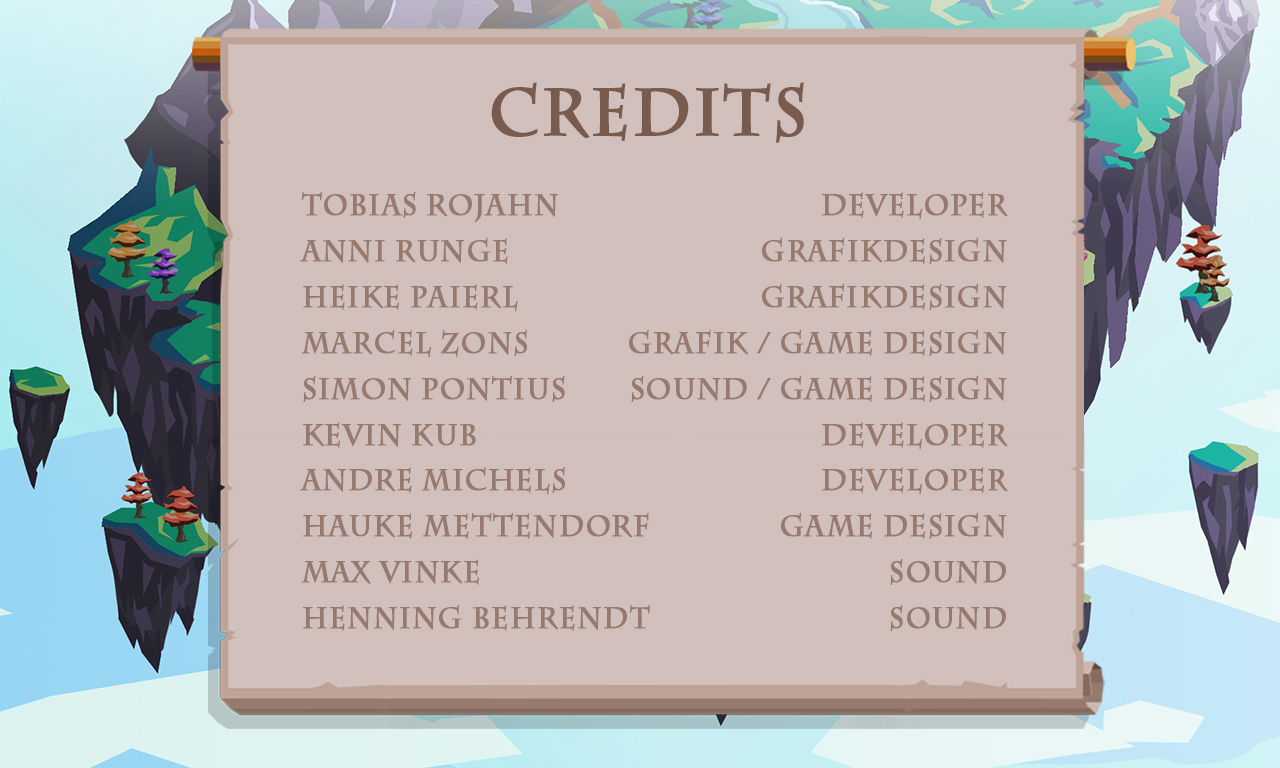 CREDITS
TOBIAS ROJAHN DEVELOPER
ANNI RUNGE GRAFIKDESIGN
HEIKE PAIERL GRAFIKDESIGN
MARCEL ZONS GRAFIK / GAME DESIGN
SIMON PONTIUS SOUND / GAME DESIGN
KEVIN KUB DEVELOPER
ANDRE MICHELS DEVELOPER
HAUKE METTENDORF GAME DESIGN
MAX VINKE SOUND
HENNING BEHRENDT SOUND